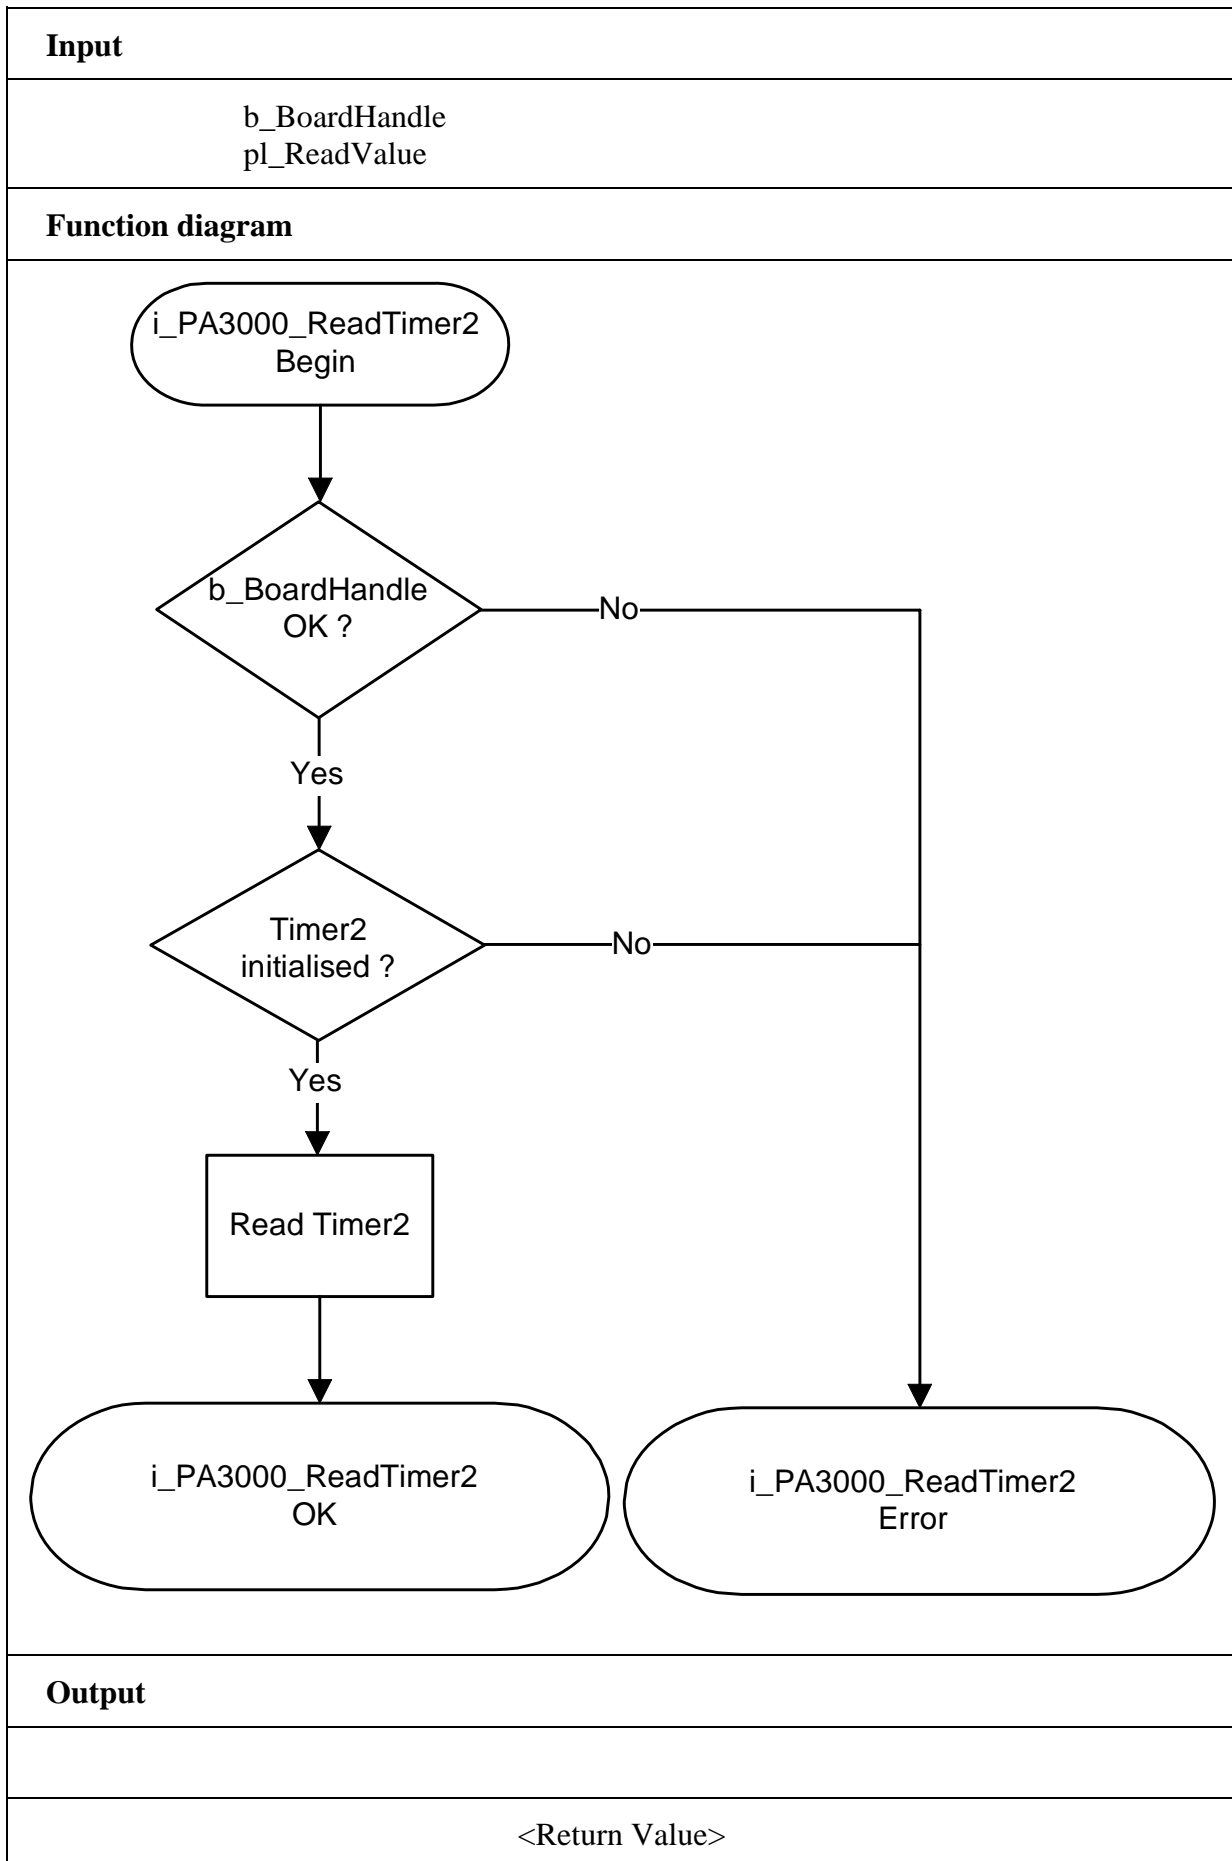 Input
b_BoardHandle
pl_ReadValue
Function diagram
i_PA3000_ReadTimer2
Begin
b_BoardHandle
OK ?
No
Yes
Timer2
initialised ?
No
Yes
Read Timer2
i_PA3000_ReadTimer2
OK
i_PA3000_ReadTimer2
Error
Output
<Return Value>